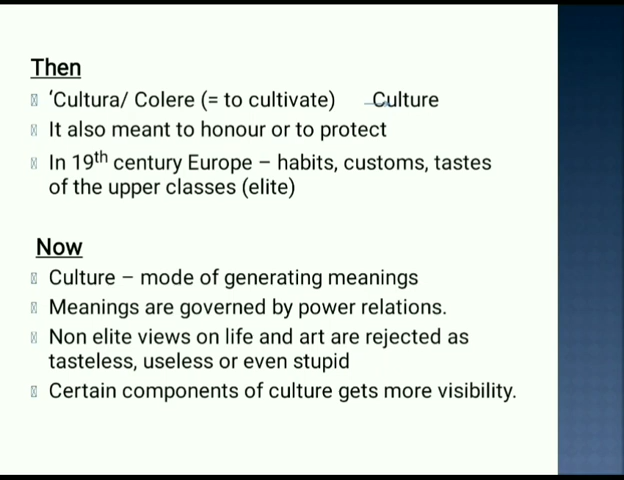 Then
‘Cultura/ Colere (= to cultivate) Culture
It also meant to honour or to protect
In 19th century Europe – habits, customs, tastes
of the upper classes (elite)
Now
Culture – mode of generating meanings
Meanings are governed by power relations.
Non elite views on life and art are rejected as
tasteless, useless or even stupid
Certain components of culture gets more visibility.